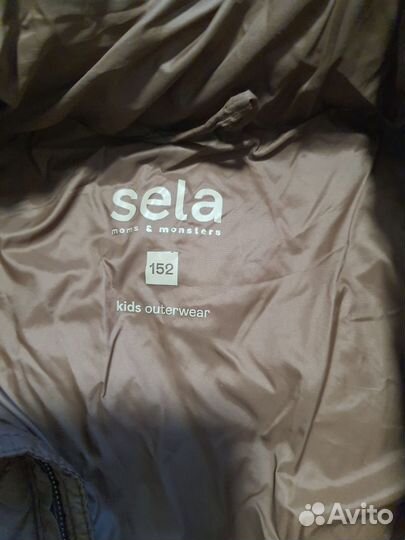 sela
moms & monsters
152
kids outerwear
Avito